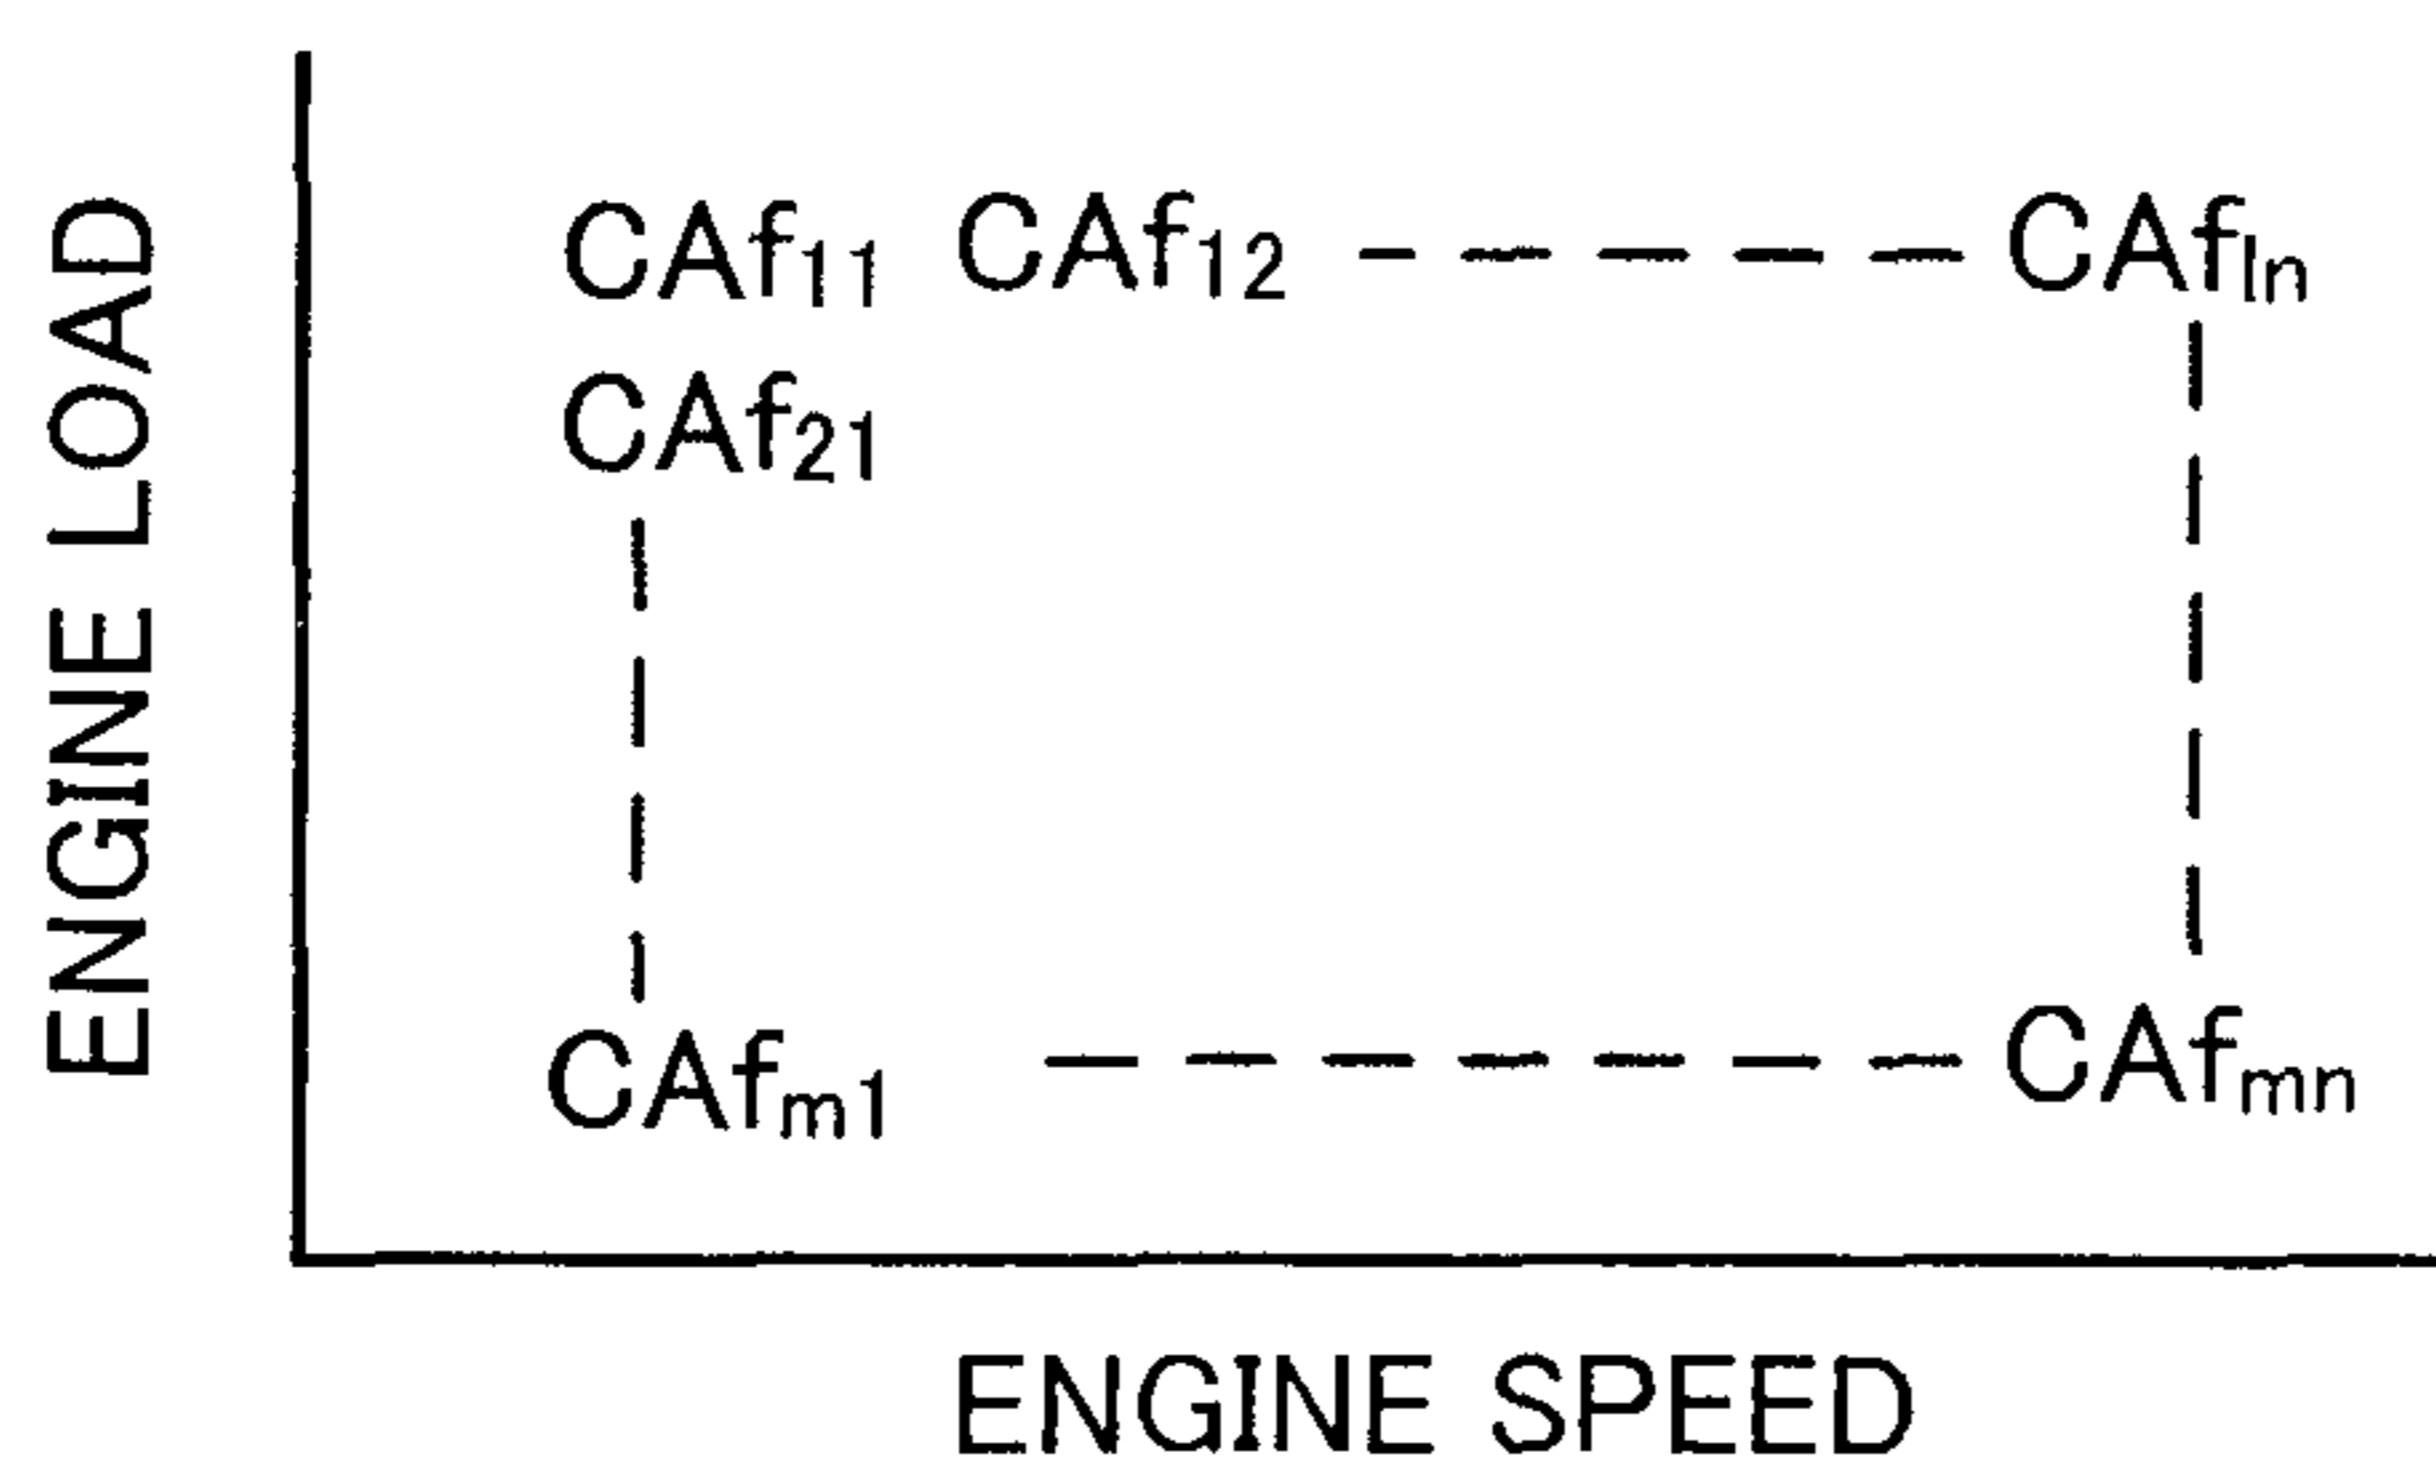 ENGINE LOAD
CAf₁₁ CAf₁₂ CAfₗₙ
CAf₂₁
CAfₘ₁ CAfₘₙ
ENGINE SPEED